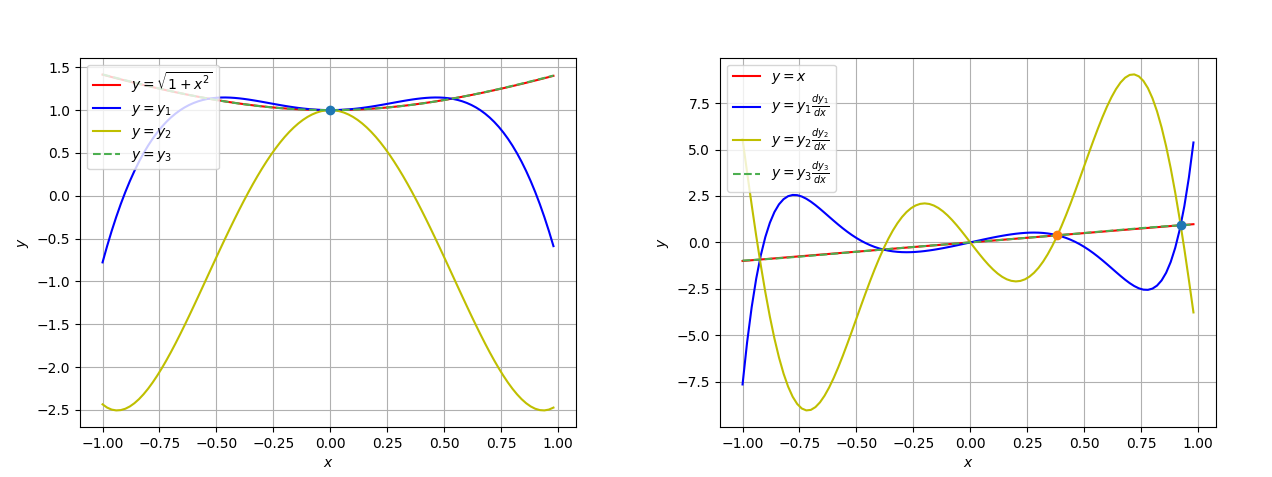 y = √1 + x²
y = y₁
y = y₂
y = y₃
1.5
1.0
0.5
0.0
−0.5
−1.0
−1.5
−2.0
−2.5
y
−1.00 −0.75 −0.50 −0.25 0.00 0.25 0.50 0.75 1.00
x
y = x
y = y₁ dy₁/dx
y = y₂ dy₂/dx
y = y₃ dy₃/dx
7.5
5.0
2.5
0.0
−2.5
−5.0
−7.5
y
−1.00 −0.75 −0.50 −0.25 0.00 0.25 0.50 0.75 1.00
x